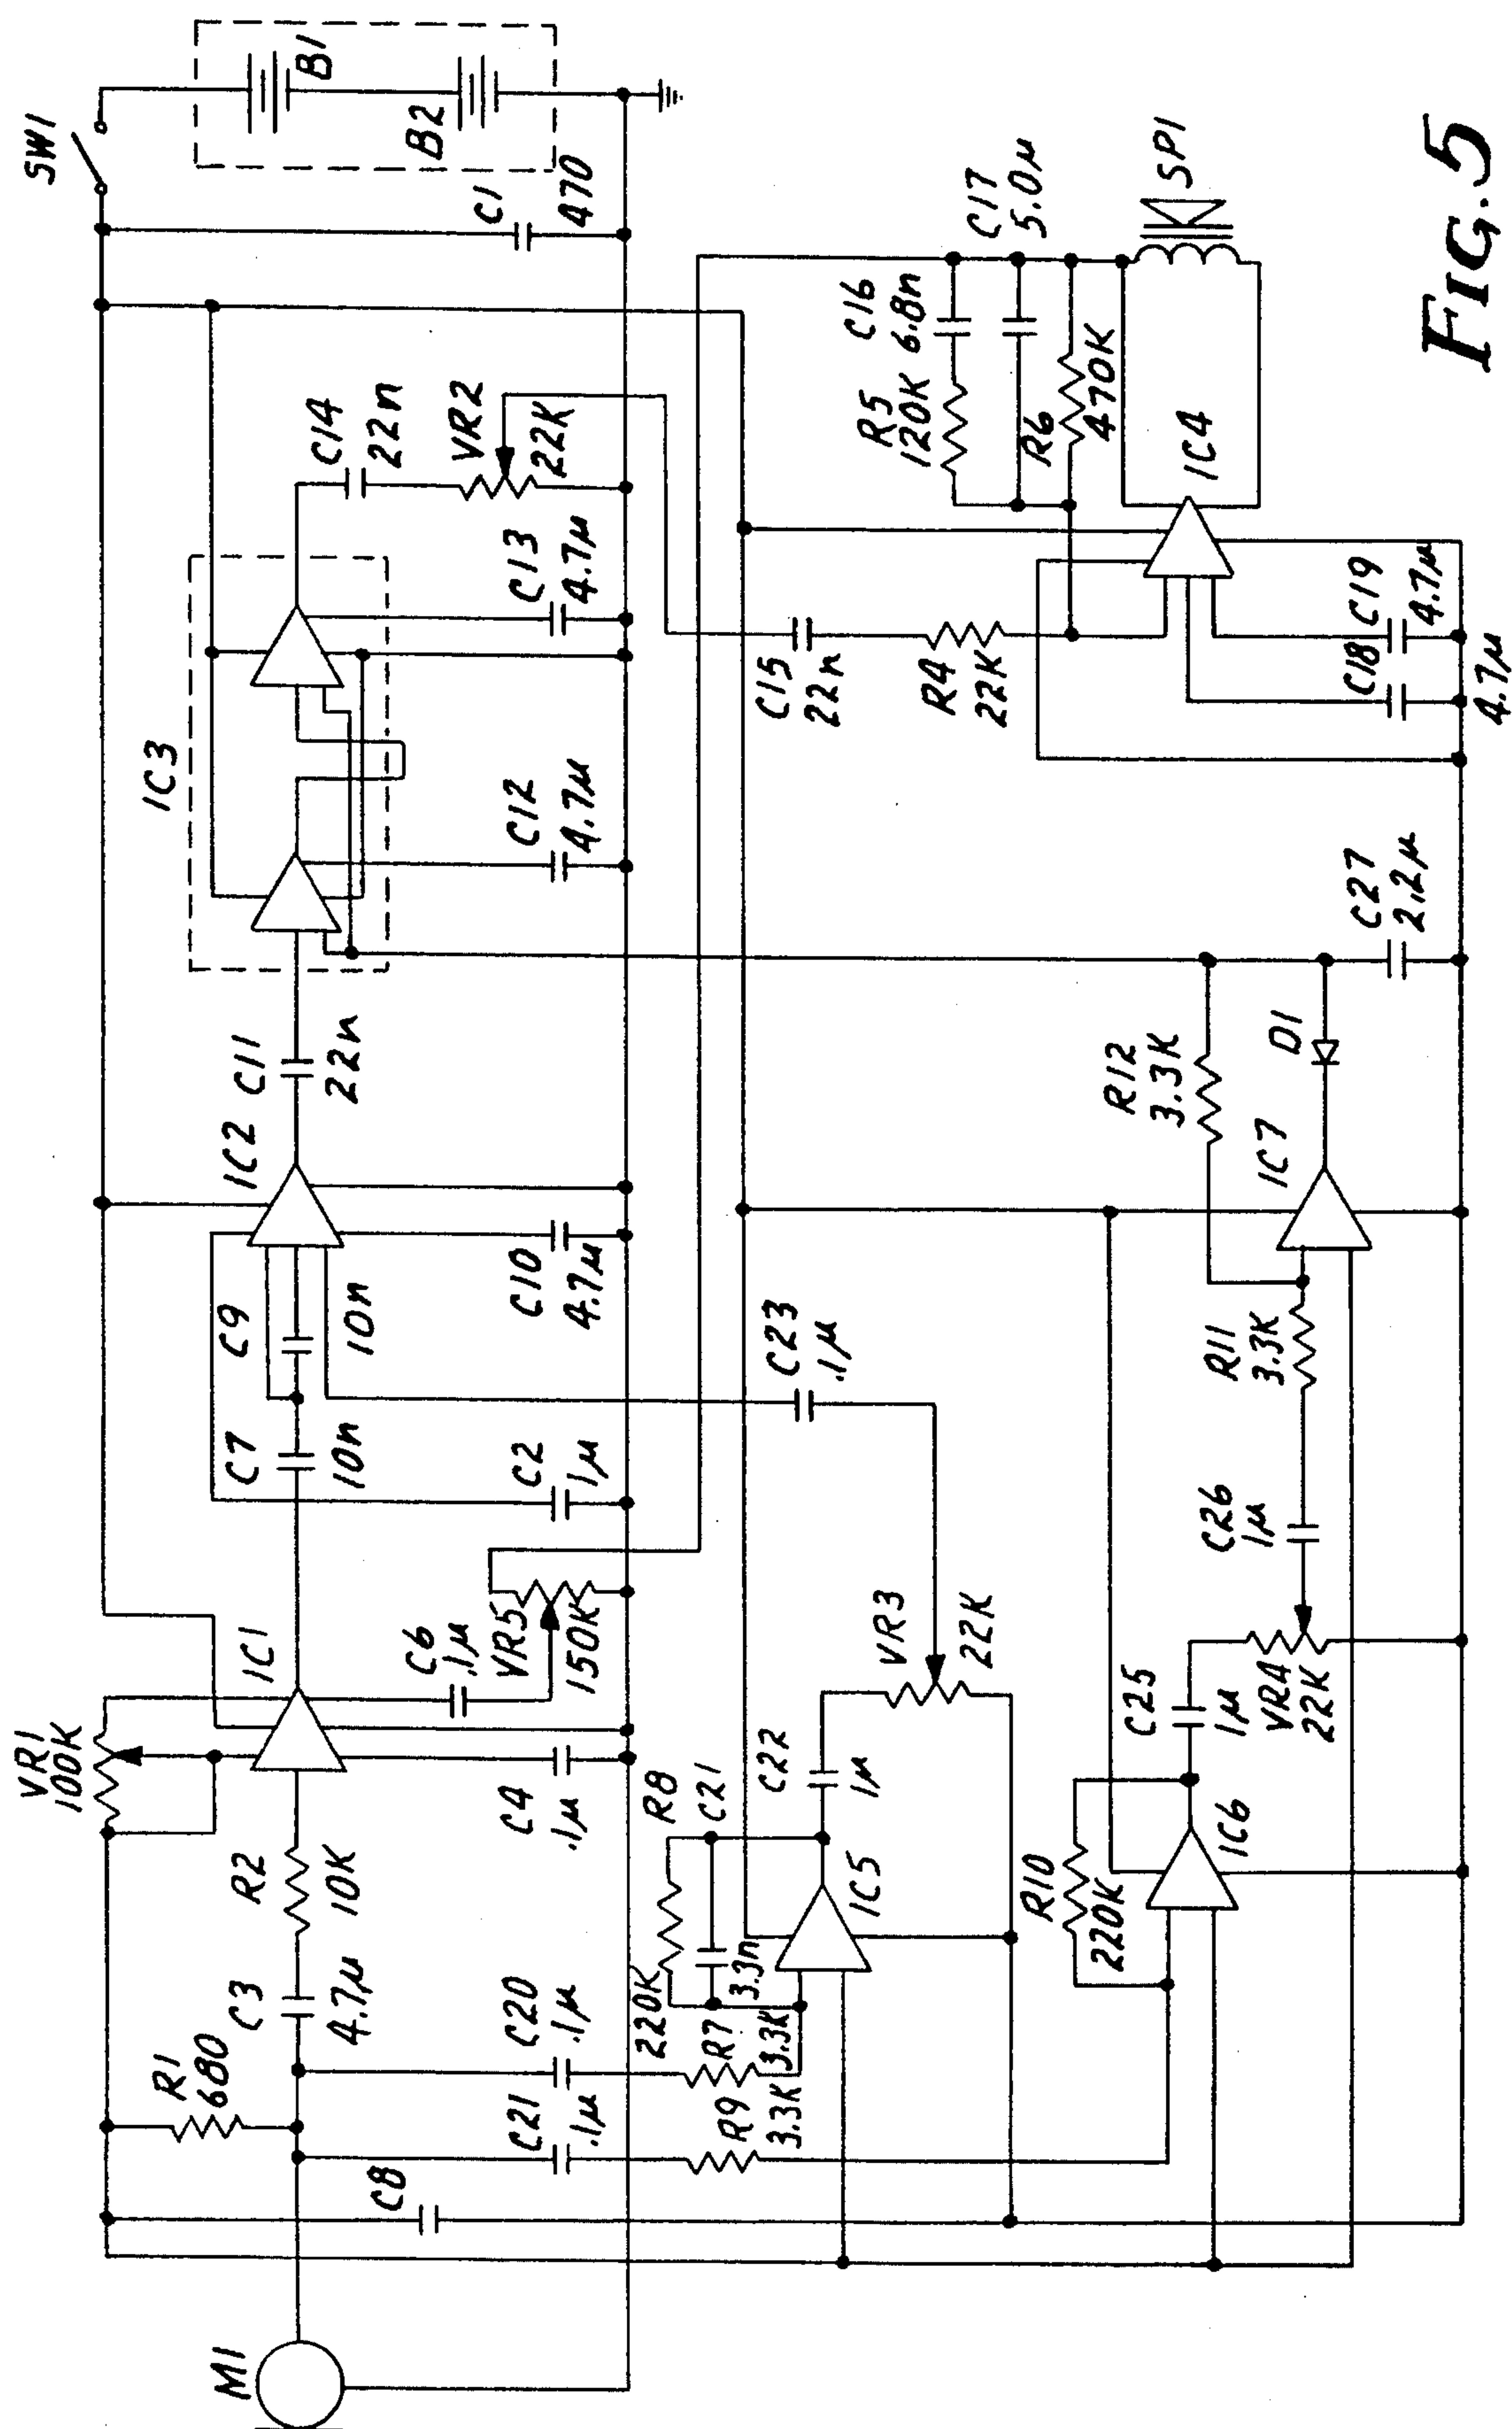 SW1
B1
B2
C1
470
C14
22n
VR2
22K
C13
4.7µ
IC3
C12
4.7µ
C11
22n
IC2
C9
10n
C10
4.7µ
C7
10n
C2
1µ
IC1
C6
.1µ
VR5
150K
VR1
100K
C4
.1µ
R2
10K
C3
4.7µ
R1
680
M1
C8
C20
.1µ
C21
.1µ
R7
3.3K
R9
3.3K
R8
220K
C21
3.3n
IC5
C22
1µ
VR3
22K
C23
.1µ
R10
220K
IC6
C25
1µ
VR4
22K
C26
1µ
R11
3.3K
R12
3.3K
IC7
D1
C27
2.2µ
C15
22n
R4
22K
C18
4.7µ
C19
4.7µ
IC4
R5
120K
C16
6.8n
C17
5.0µ
R6
470K
SP1
FIG. 5